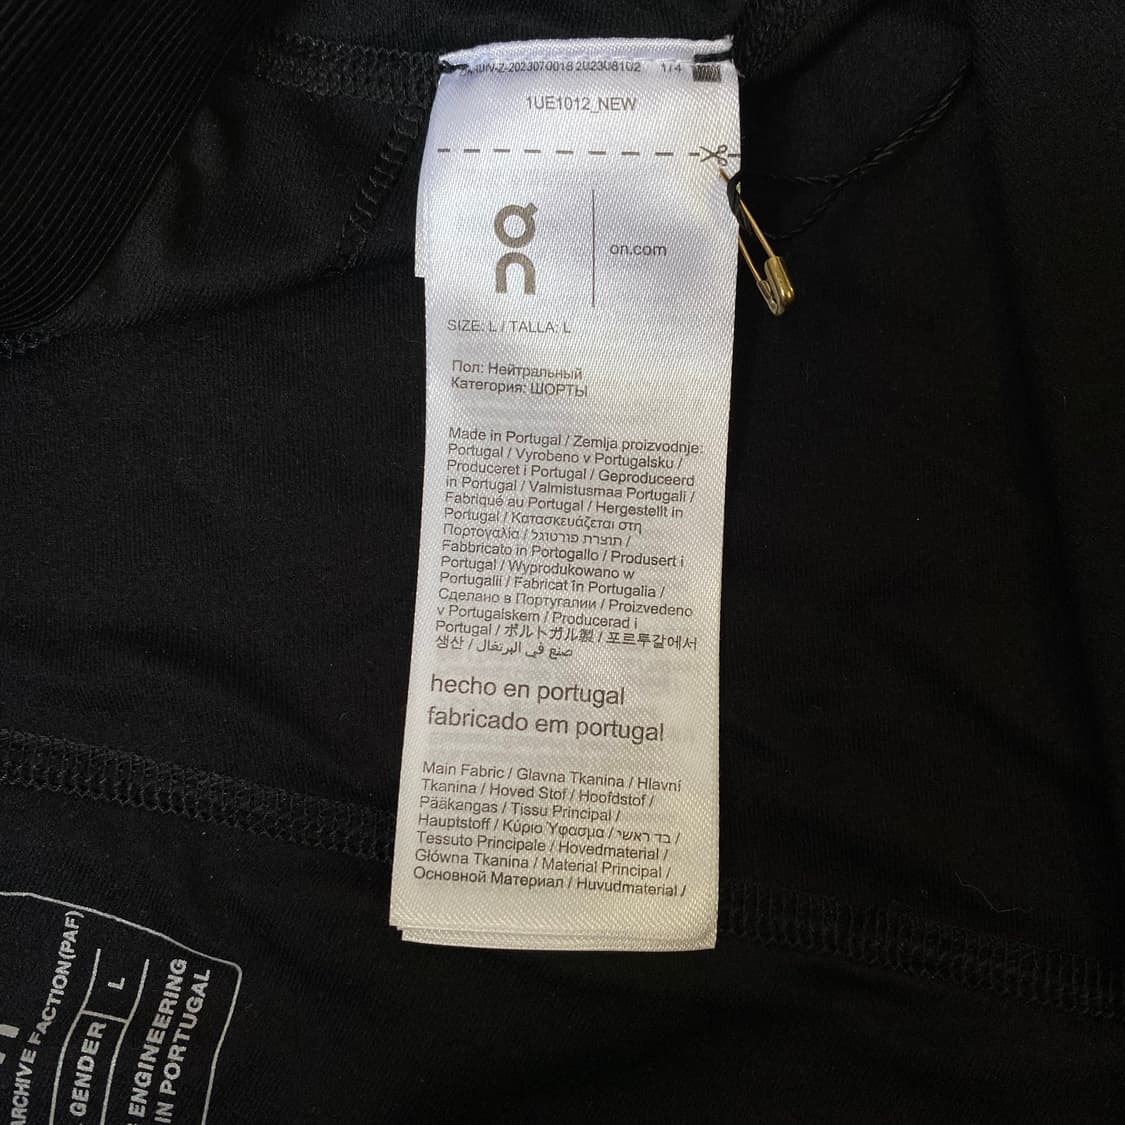 2023070018 202308102 1/4
1UE1012_NEW
on
on.com
SIZE: L / TALLA: L
Пол: Нейтральный
Категория: ШОРТЫ
Made in Portugal / Zemlja proizvodnje:
Portugal / Vyrobeno v Portugalsku /
Produceret i Portugal / Geproduceerd
in Portugal / Valmistusmaa Portugali /
Fabriqué au Portugal / Hergestellt in
Portugal / Κατασκευάζεται στη
Πορτογαλία / תוצרת פורטוגל /
Fabbricato in Portogallo / Produsert i
Portugal / Wyprodukowano w
Portugalii / Fabricat în Portugalia /
Сделано в Португалии / Proizvedeno
v Portugalskem / Producerad i
Portugal / ポルトガル製 / 포르투갈에서
생산 / صنع في البرتغال
hecho en portugal
fabricado em portugal
Main Fabric / Glavna Tkanina / Hlavní
Tkanina / Hoved Stof / Hoofdstof /
Pääkangas / Tissu Principal /
Hauptstoff / Κύριο Ύφασμα / בד ראשי /
Tessuto Principale / Hovedmaterial /
Główna Tkanina / Material Principal /
Основной Материал / Huvudmaterial /
ARCHIVE FACTION(PAF)
GENDER L
ENGINEERING
IN PORTUGAL